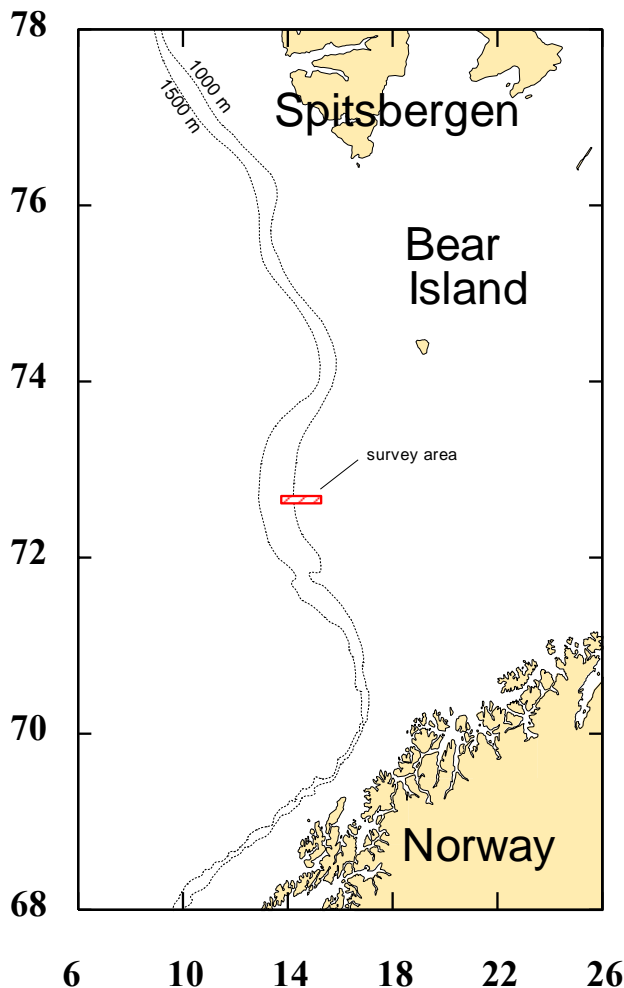 78
1000 m
1500 m
Spitsbergen
76
Bear
Island
74
survey area
72
70
Norway
68
6 10 14 18 22 26